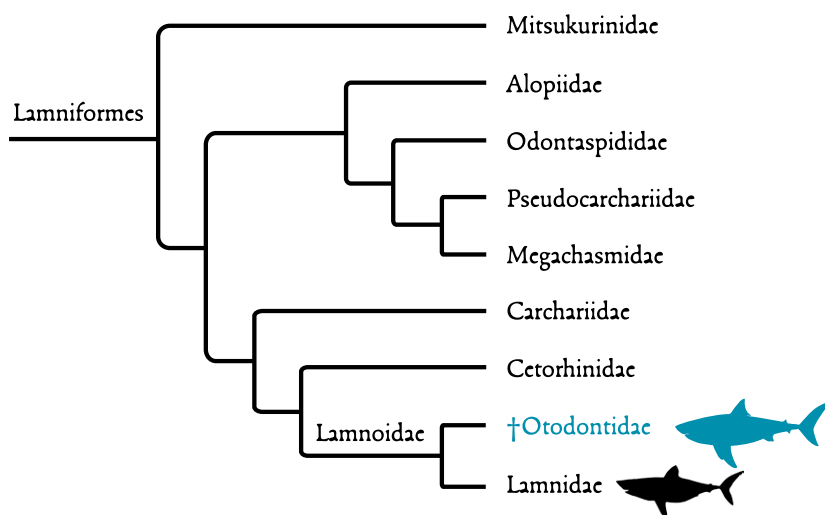 Mitsukurinidae
Alopiidae
Lamniformes
Odontaspididae
Pseudocarchariidae
Megachasmidae
Carchariidae
Cetorhinidae
†Otodontidae
Lamnoidae
Lamnidae